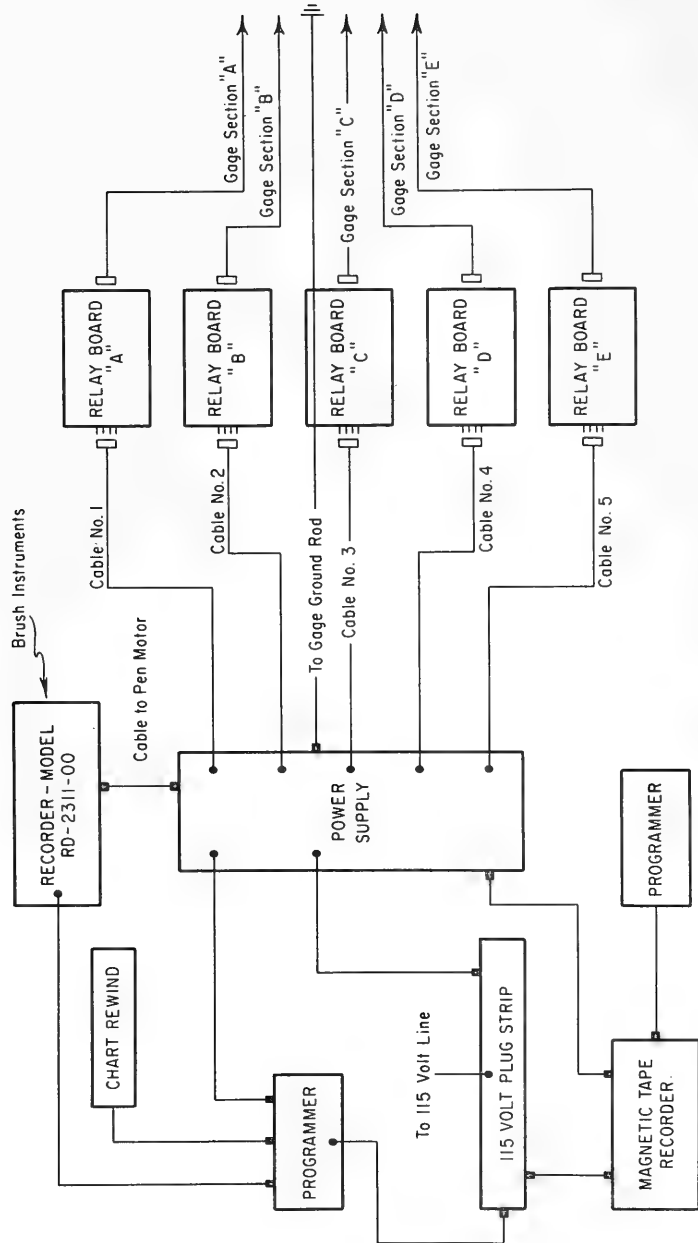 Brush Instruments
RECORDER - MODEL
RD-2311-00
CHART REWIND
PROGRAMMER
Cable to Pen Motor
POWER
SUPPLY
To 115 Volt Line
115 VOLT PLUG STRIP
MAGNETIC TAPE
RECORDER.
PROGRAMMER
Cable No. 1
Cable No. 2
To Gage Ground Rod
Cable No. 3
Cable No. 4
Cable No. 5
RELAY BOARD
"A"
RELAY BOARD
"B"
RELAY BOARD
"C"
RELAY BOARD
"D"
RELAY BOARD
"E"
Gage Section "A"
Gage Section "B"
Gage Section "C"
Gage Section "D"
Gage Section "E"